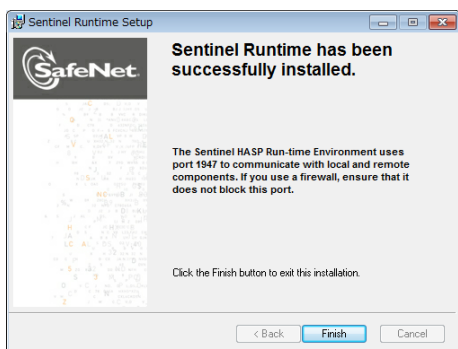 Sentinel Runtime Setup
SafeNet.
Sentinel Runtime has been
successfully installed.
The Sentinel HASP Run-time Environment uses
port 1947 to communicate with local and remote
components. If you use a firewall, ensure that it
does not block this port.
Click the Finish button to exit this installation.
< Back
Finish
Cancel